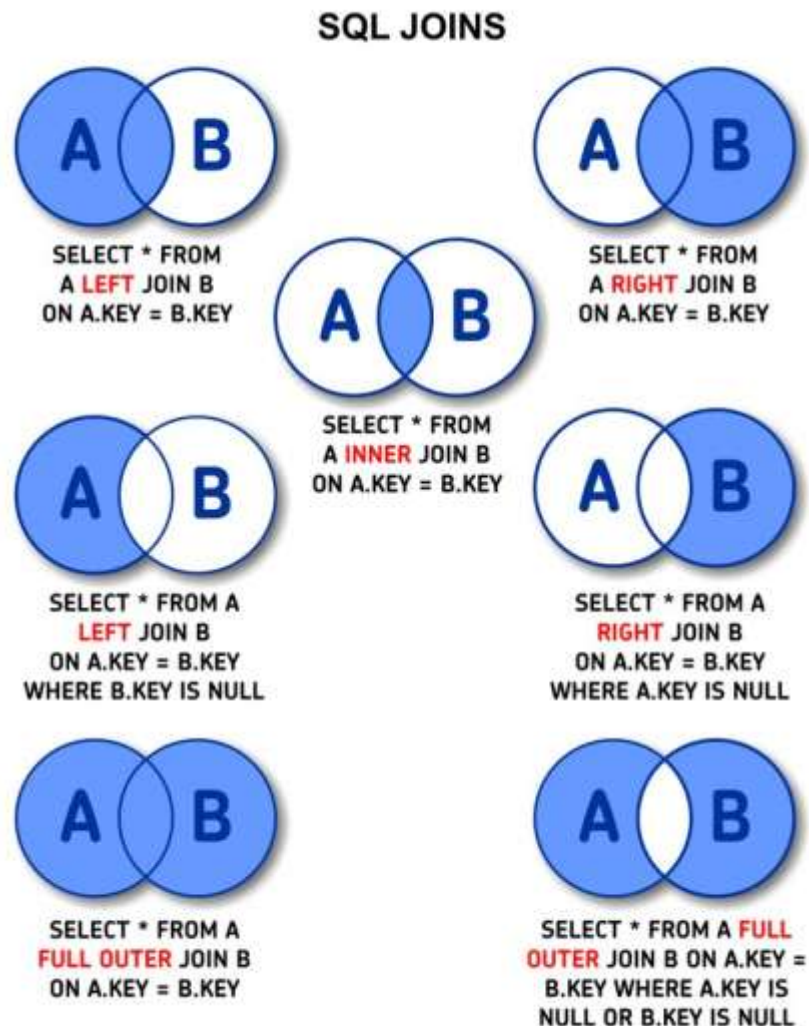 SQL JOINS
A B
SELECT * FROM
A LEFT JOIN B
ON A.KEY = B.KEY
A B
SELECT * FROM
A RIGHT JOIN B
ON A.KEY = B.KEY
A B
SELECT * FROM
A INNER JOIN B
ON A.KEY = B.KEY
A B
SELECT * FROM A
LEFT JOIN B
ON A.KEY = B.KEY
WHERE B.KEY IS NULL
A B
SELECT * FROM A
RIGHT JOIN B
ON A.KEY = B.KEY
WHERE A.KEY IS NULL
A B
SELECT * FROM A
FULL OUTER JOIN B
ON A.KEY = B.KEY
A B
SELECT * FROM A FULL
OUTER JOIN B ON A.KEY =
B.KEY WHERE A.KEY IS
NULL OR B.KEY IS NULL